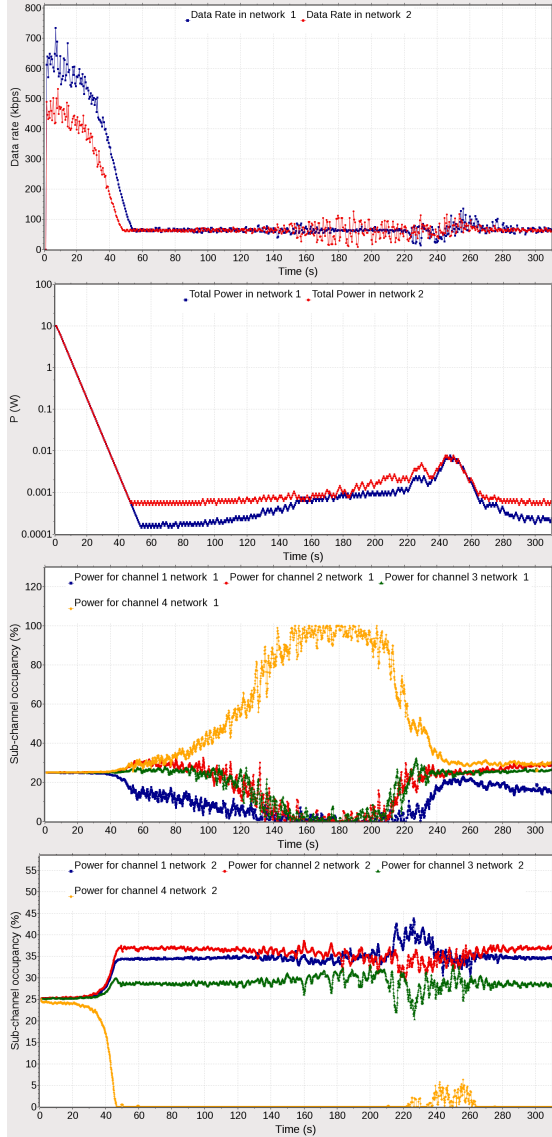 Data Rate in network 1 Data Rate in network 2
800
700
600
500
400
300
200
100
0
Data rate (kbps)
0 20 40 60 80 100 120 140 160 180 200 220 240 260 280 300
Time (s)
Total Power in network 1 Total Power in network 2
100
10
1
0.1
0.01
0.001
0.0001
P (W)
0 20 40 60 80 100 120 140 160 180 200 220 240 260 280 300
Time (s)
Power for channel 1 network 1 Power for channel 2 network 1 Power for channel 3 network 1
Power for channel 4 network 1
120
100
80
60
40
20
0
Sub-channel occupancy (%)
0 20 40 60 80 100 120 140 160 180 200 220 240 260 280 300
Time (s)
Power for channel 1 network 2 Power for channel 2 network 2 Power for channel 3 network 2
Power for channel 4 network 2
55
50
45
40
35
30
25
20
15
10
5
0
Sub-channel occupancy (%)
0 20 40 60 80 100 120 140 160 180 200 220 240 260 280 300
Time (s)